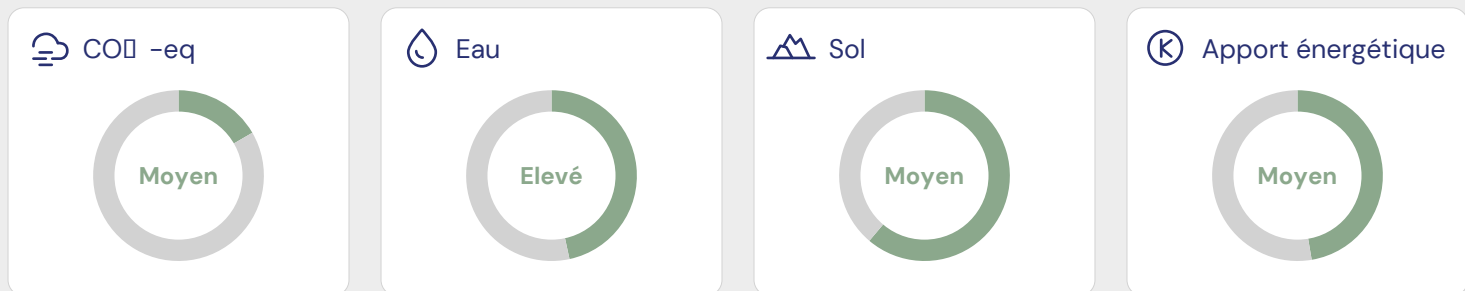 CO▯ -eq
Moyen
Eau
Elevé
Sol
Moyen
Apport énergétique
Moyen